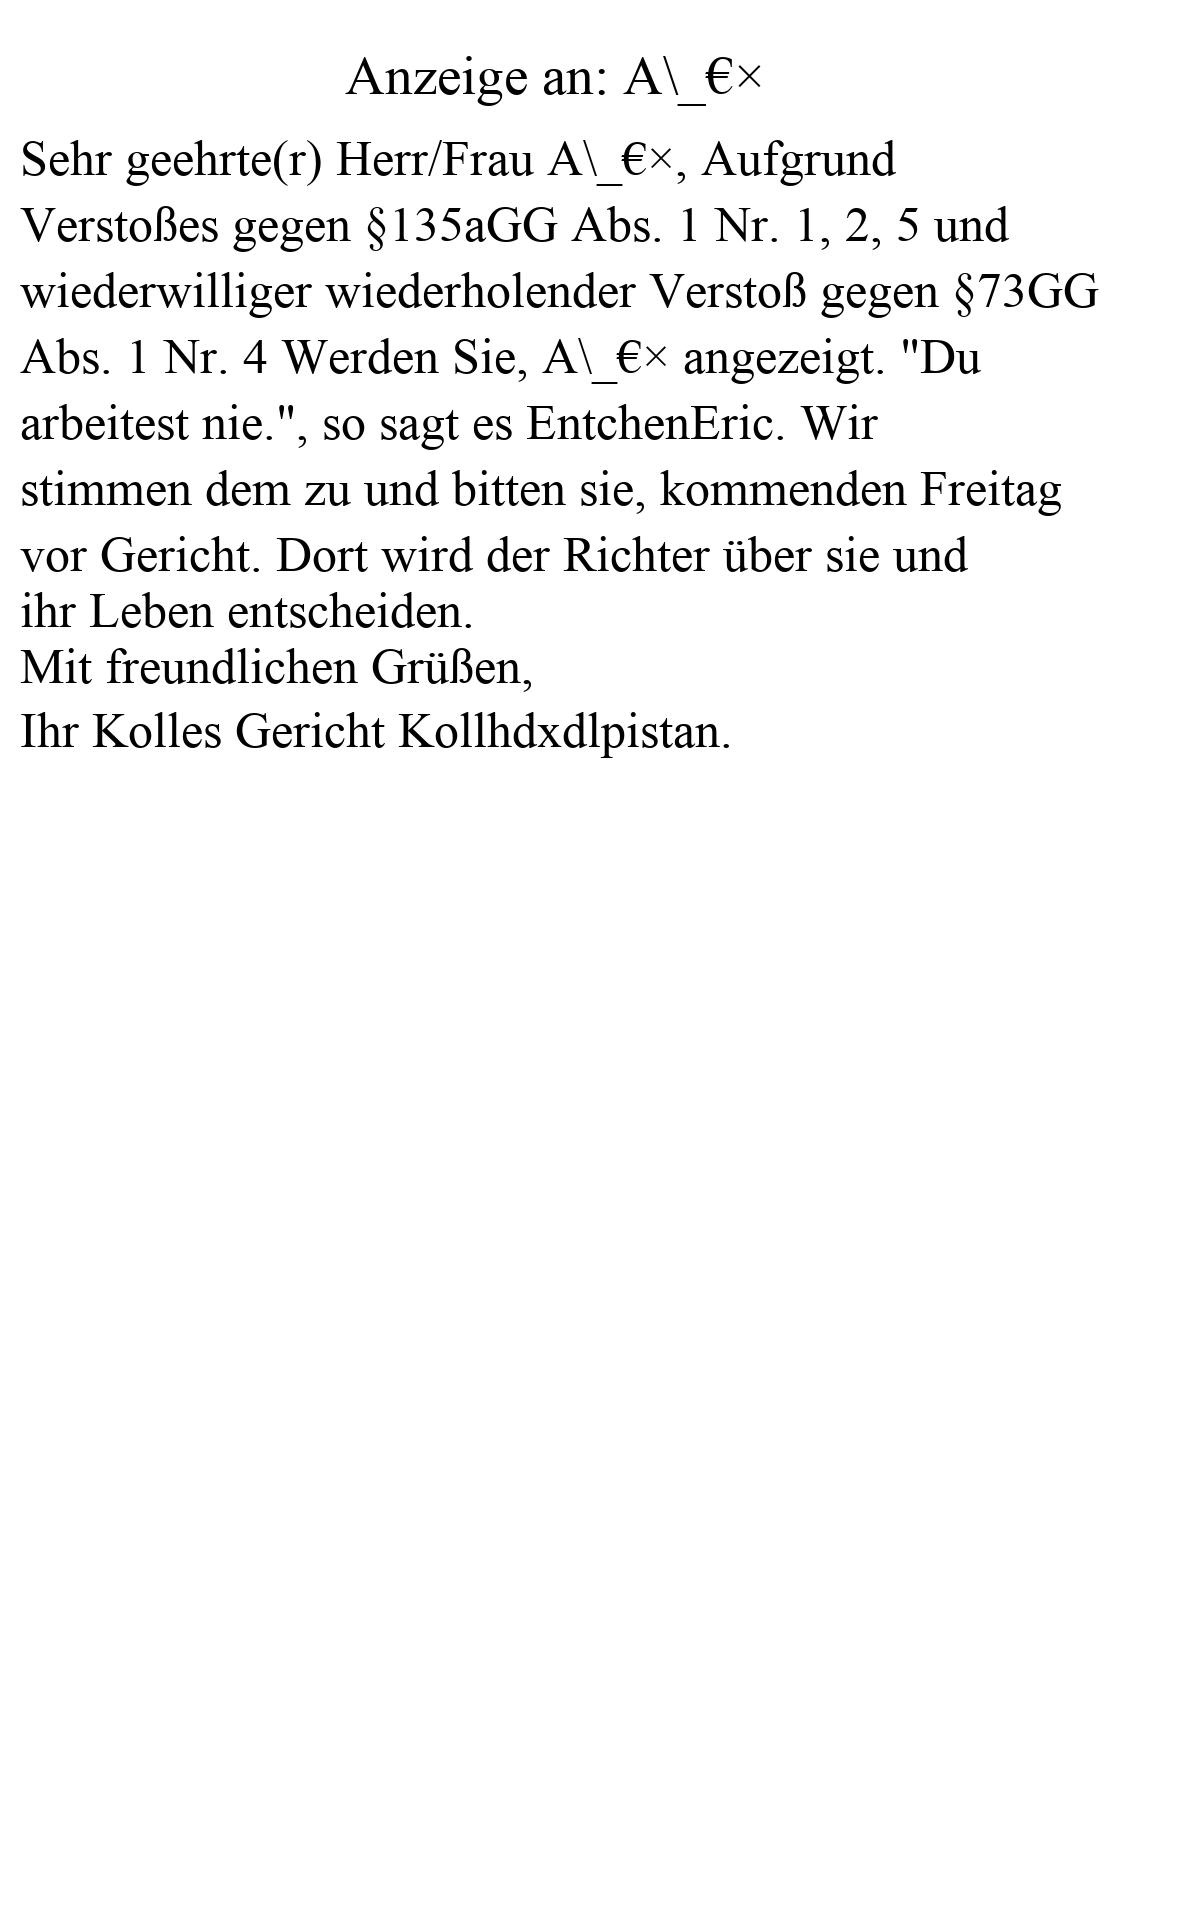 Anzeige an: A\_€×
Sehr geehrte(r) Herr/Frau A\_€×, Aufgrund
Verstoßes gegen §135aGG Abs. 1 Nr. 1, 2, 5 und
wiederwilliger wiederholender Verstoß gegen §73GG
Abs. 1 Nr. 4 Werden Sie, A\_€× angezeigt. "Du
arbeitest nie.", so sagt es EntchenEric. Wir
stimmen dem zu und bitten sie, kommenden Freitag
vor Gericht. Dort wird der Richter über sie und
ihr Leben entscheiden.
Mit freundlichen Grüßen,
Ihr Kolles Gericht Kollhdxdlpistan.